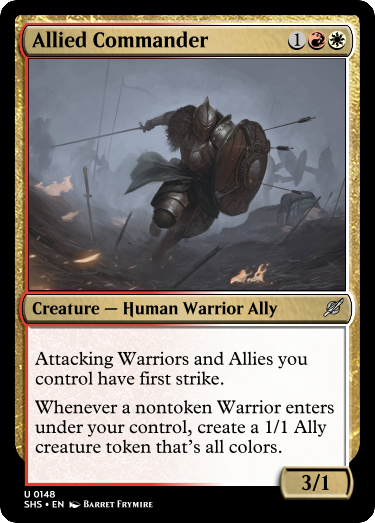 Allied Commander 1
Creature — Human Warrior Ally
Attacking Warriors and Allies you
control have first strike.
Whenever a nontoken Warrior enters
under your control, create a 1/1 Ally
creature token that's all colors.
3/1
U 0148
SHS • EN Barret Frymire